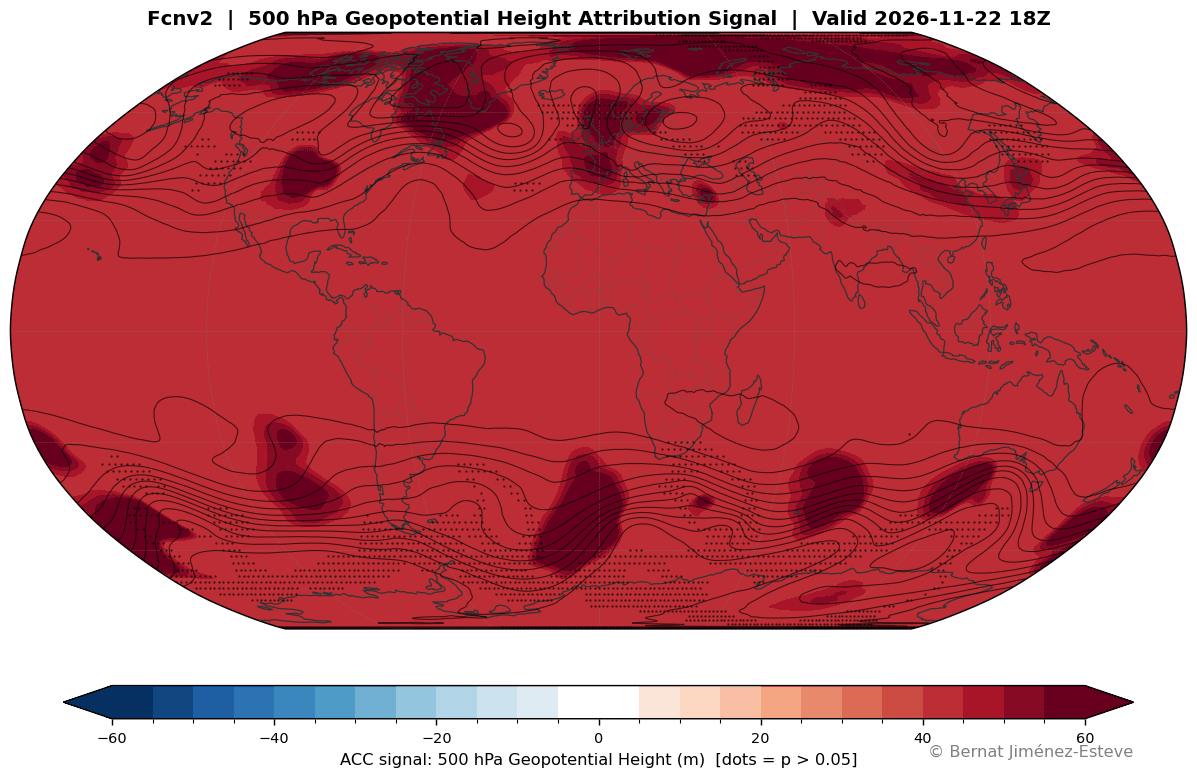 Fcnv2 | 500 hPa Geopotential Height Attribution Signal | Valid 2026-11-22 18Z
−60 −40 −20 0 20 40 60
ACC signal: 500 hPa Geopotential Height (m) [dots = p > 0.05]
© Bernat Jiménez-Esteve